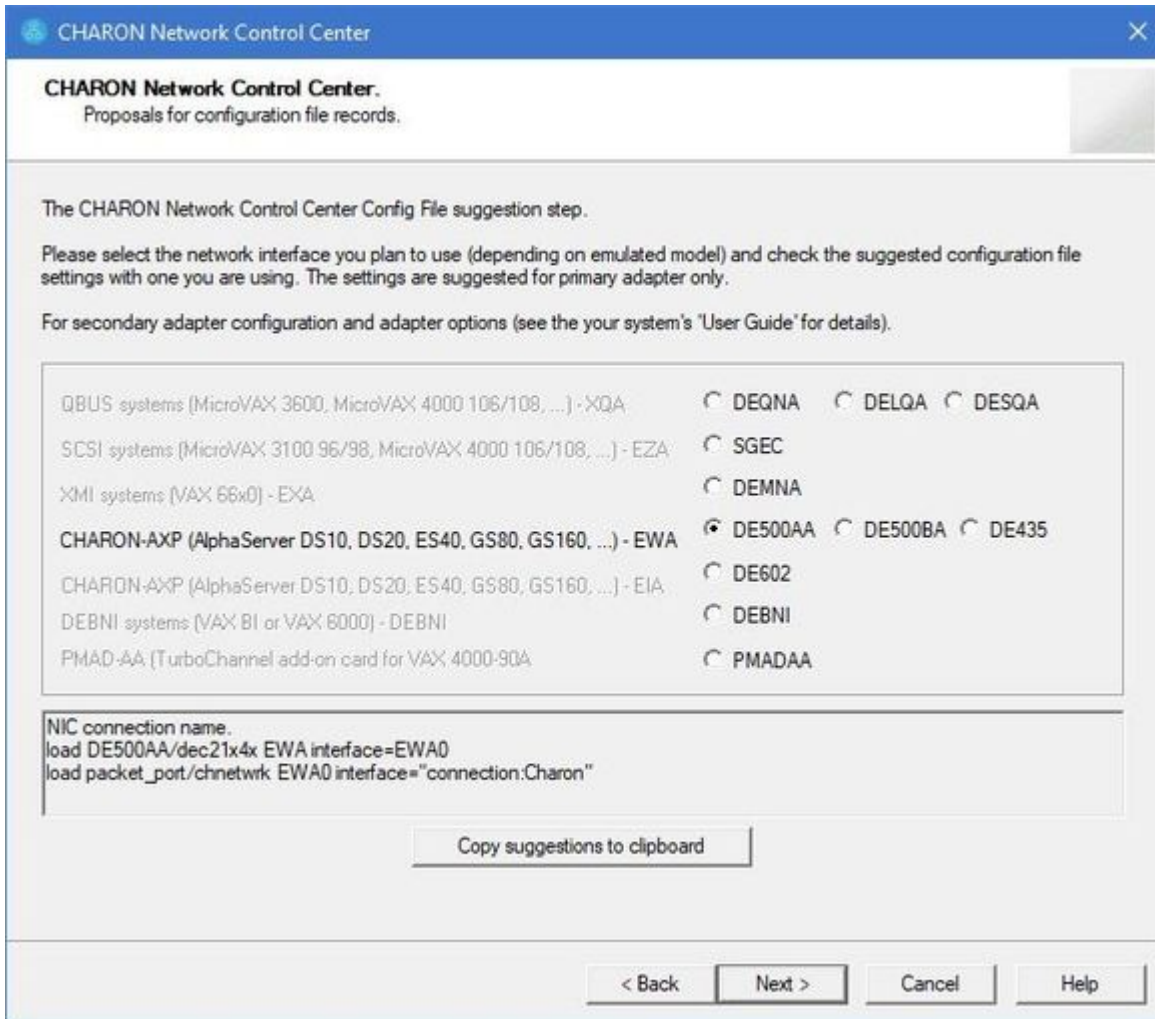 CHARON Network Control Center
CHARON Network Control Center.
Proposals for configuration file records.
The CHARON Network Control Center Config File suggestion step.
Please select the network interface you plan to use (depending on emulated model) and check the suggested configuration file
settings with one you are using. The settings are suggested for primary adapter only.
For secondary adapter configuration and adapter options (see the your system's 'User Guide' for details).
QBUS systems (MicroVAX 3600, MicroVAX 4000 106/108, ...) - XQA DEQNA DELQA DESQA
SCSI systems (MicroVAX 3100 96/98, MicroVAX 4000 106/108, ...) - EZA SGEC
XMI systems (VAX 66x0) - EXA DEMNA
CHARON-AXP (AlphaServer DS10, DS20, ES40, GS80, GS160, ...) - EWA DE500AA DE500BA DE435
CHARON-AXP (AlphaServer DS10, DS20, ES40, GS80, GS160, ...) - EIA DE602
DEBNI systems (VAX BI or VAX 6000) - DEBNI DEBNI
PMAD-AA (TurboChannel add-on card for VAX 4000-90A PMADAA
NIC connection name.
load DE500AA/dec21x4x EWA interface=EWA0
load packet_port/chnetwrk EWA0 interface="connection:Charon"
Copy suggestions to clipboard
< Back Next > Cancel Help